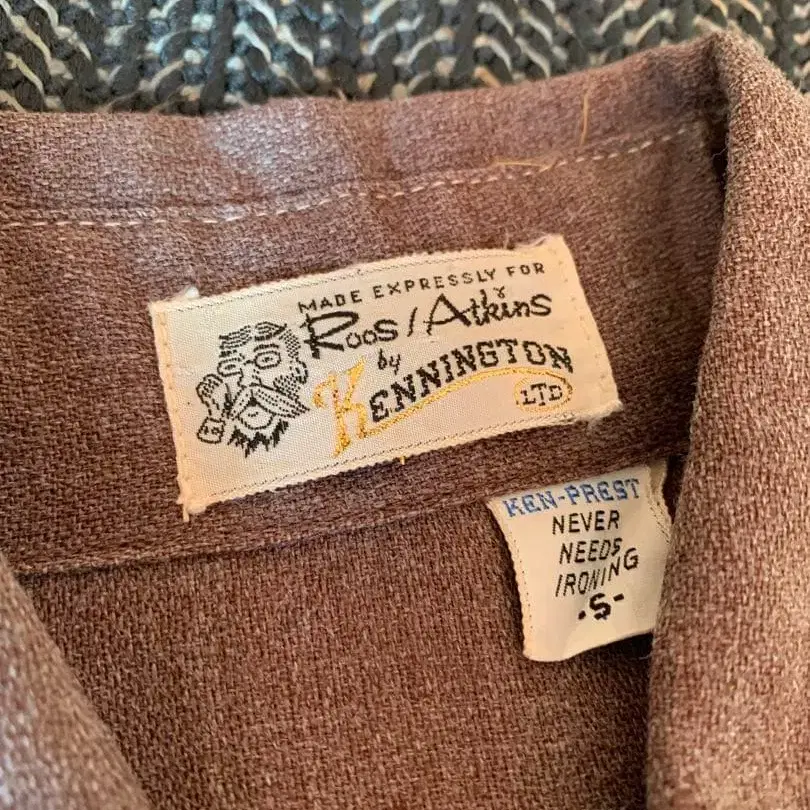 MADE EXPRESSLY FOR
Roos/Atkins
by
KENNINGTON
LTD
KEN-PREST
NEVER
NEEDS
IRONING
-S-